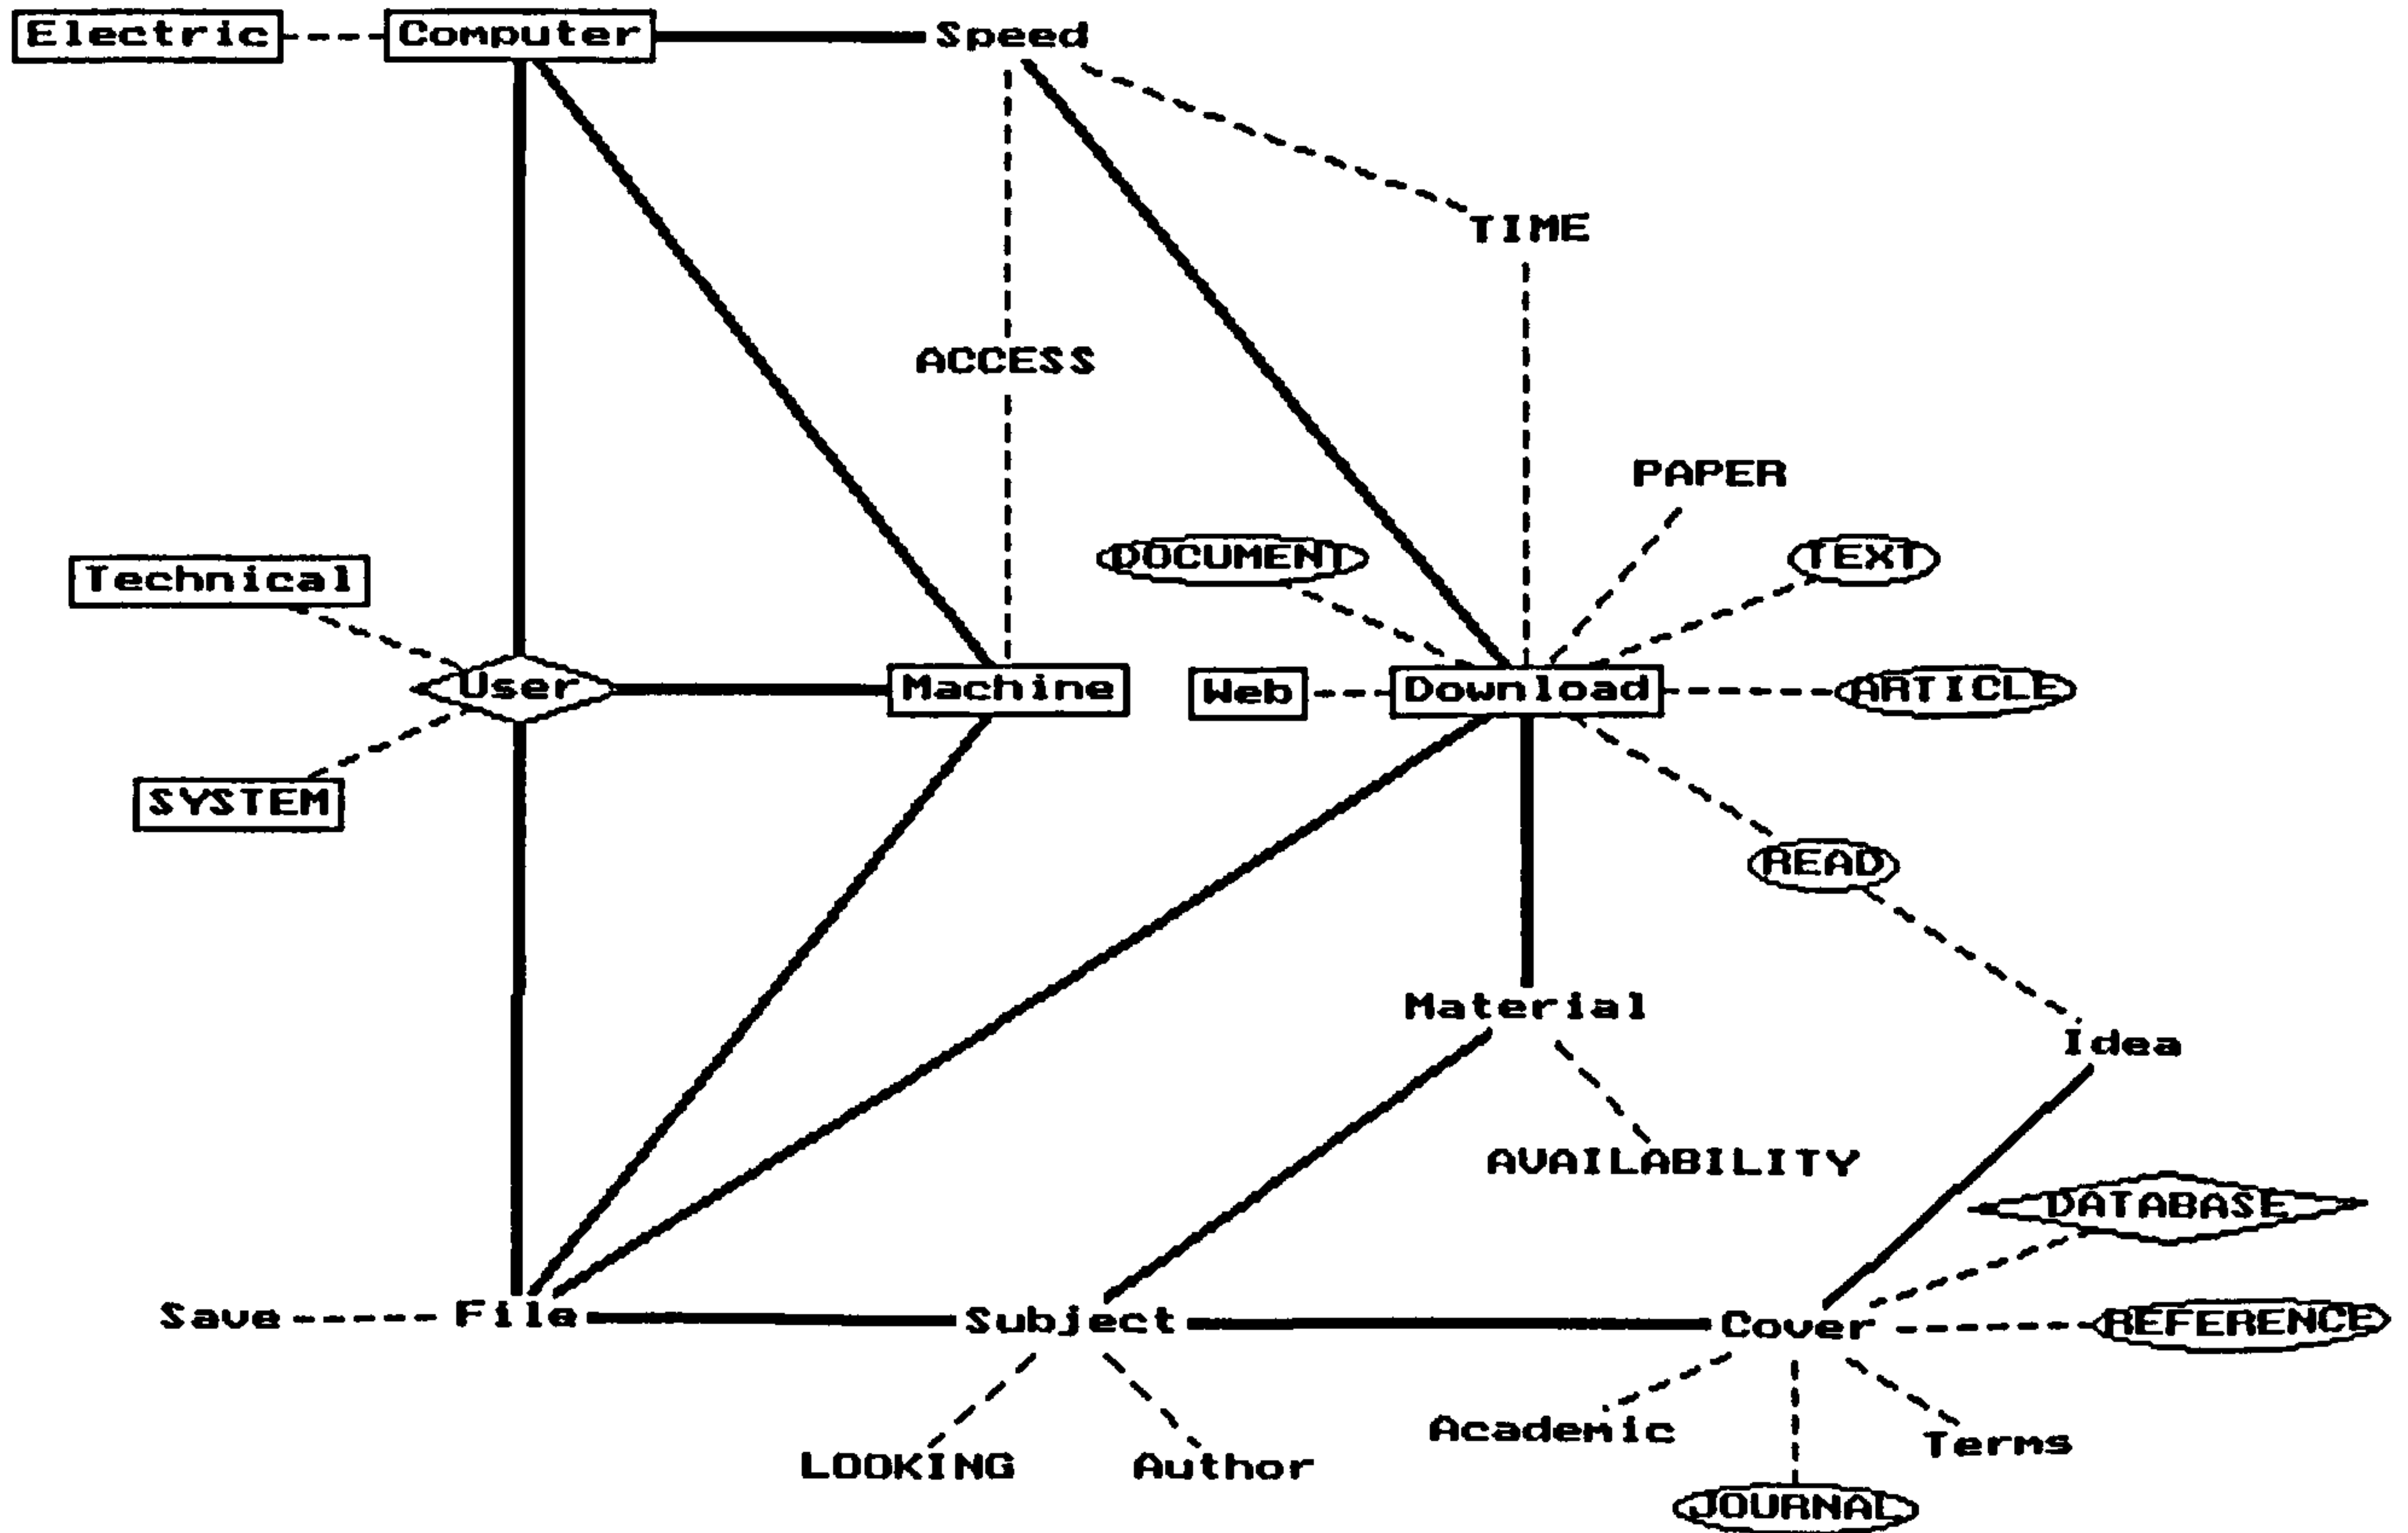 Electric
Computer
Speed
TIME
ACCESS
PAPER
DOCUMENT
TEXT
Technical
User
Machine
Web
Download
ARTICLE
SYSTEM
READ
Material
Idea
AVAILABILITY
DATABASE
Save
File
Subject
Cover
REFERENCE
Academic
Terms
LOOKING
Author
JOURNAL